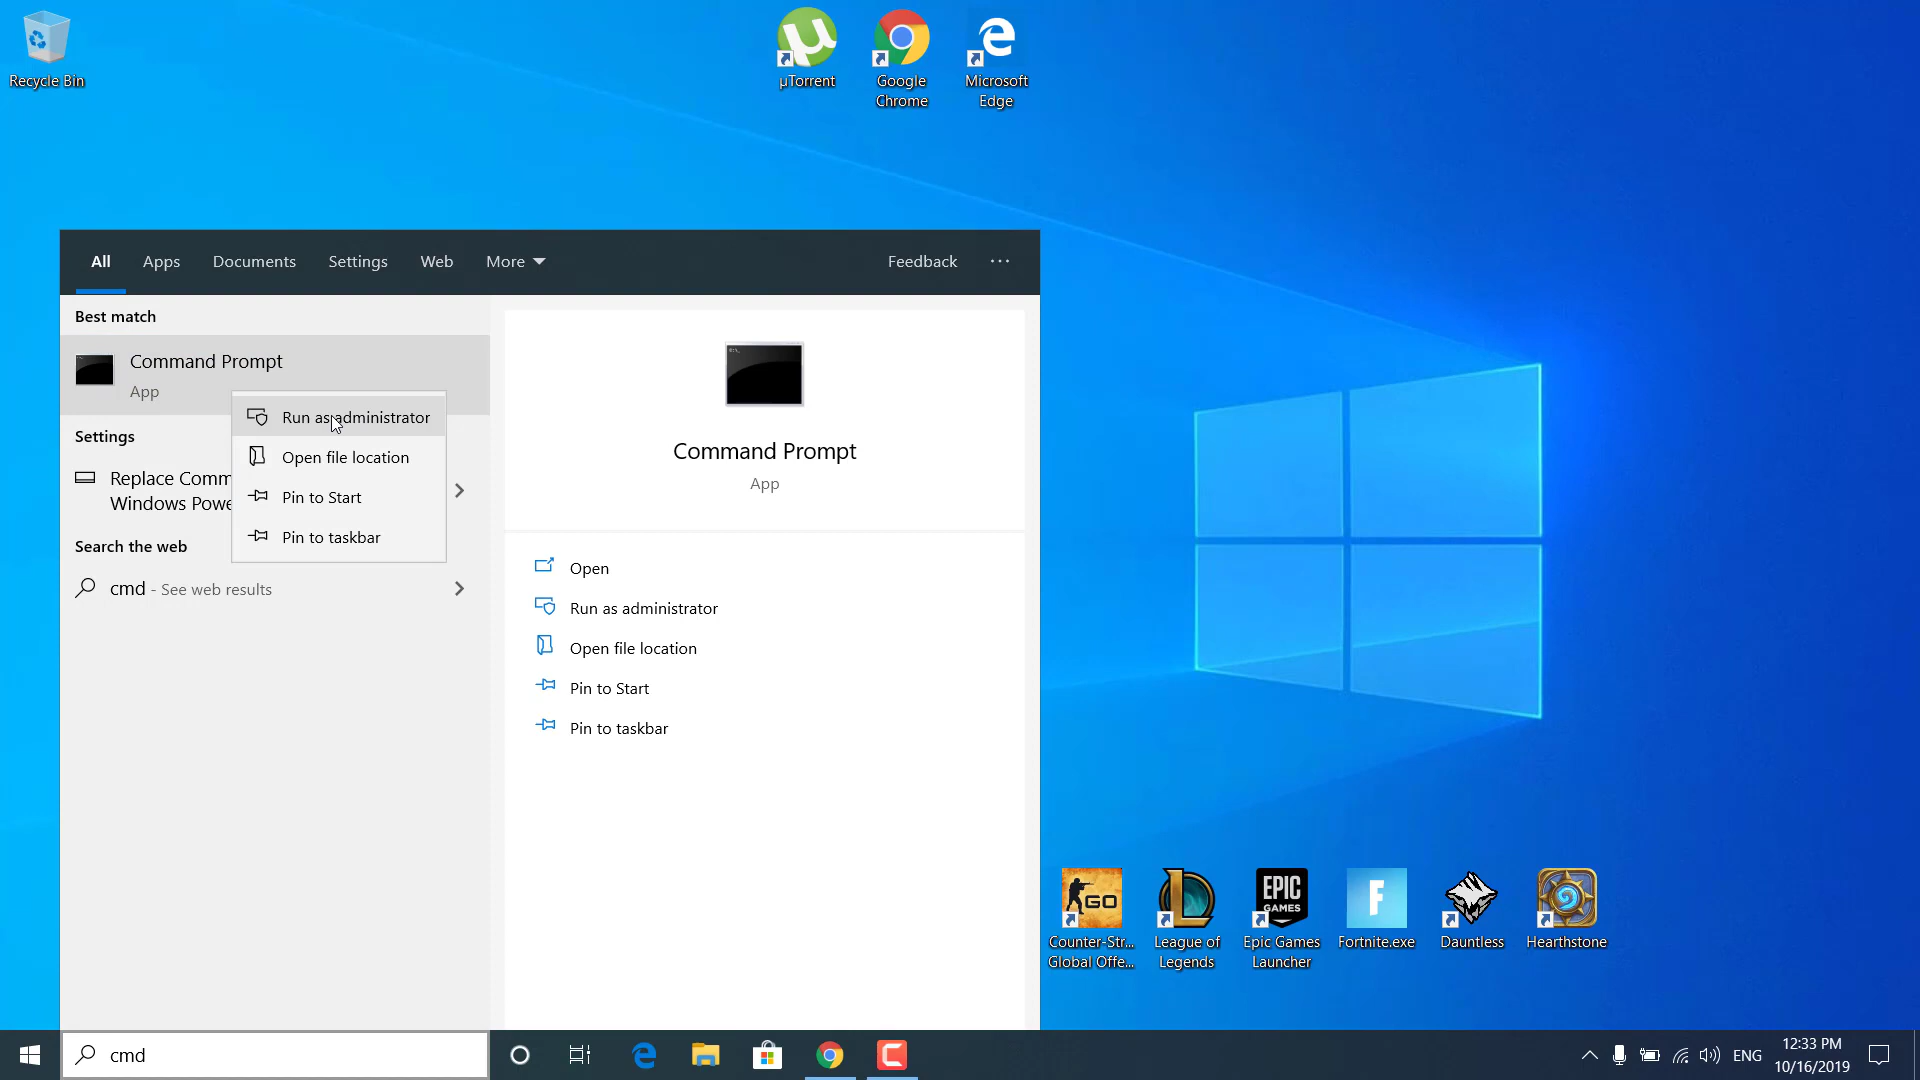 Recycle Bin
µTorrent
Google
Chrome
Microsoft
Edge
All Apps Documents Settings Web More Feedback ...
Best match
Command Prompt
App
Run as administrator
Open file location
Pin to Start
Pin to taskbar
Settings
Replace Comm
Windows Powe
Search the web
cmd - See web results
Command Prompt
App
Open
Run as administrator
Open file location
Pin to Start
Pin to taskbar
GO
EPIC
GAMES
F
Counter-Str...
Global Offe...
League of
Legends
Epic Games
Launcher
Fortnite.exe
Dauntless
Hearthstone
cmd
ENG
12:33 PM
10/16/2019